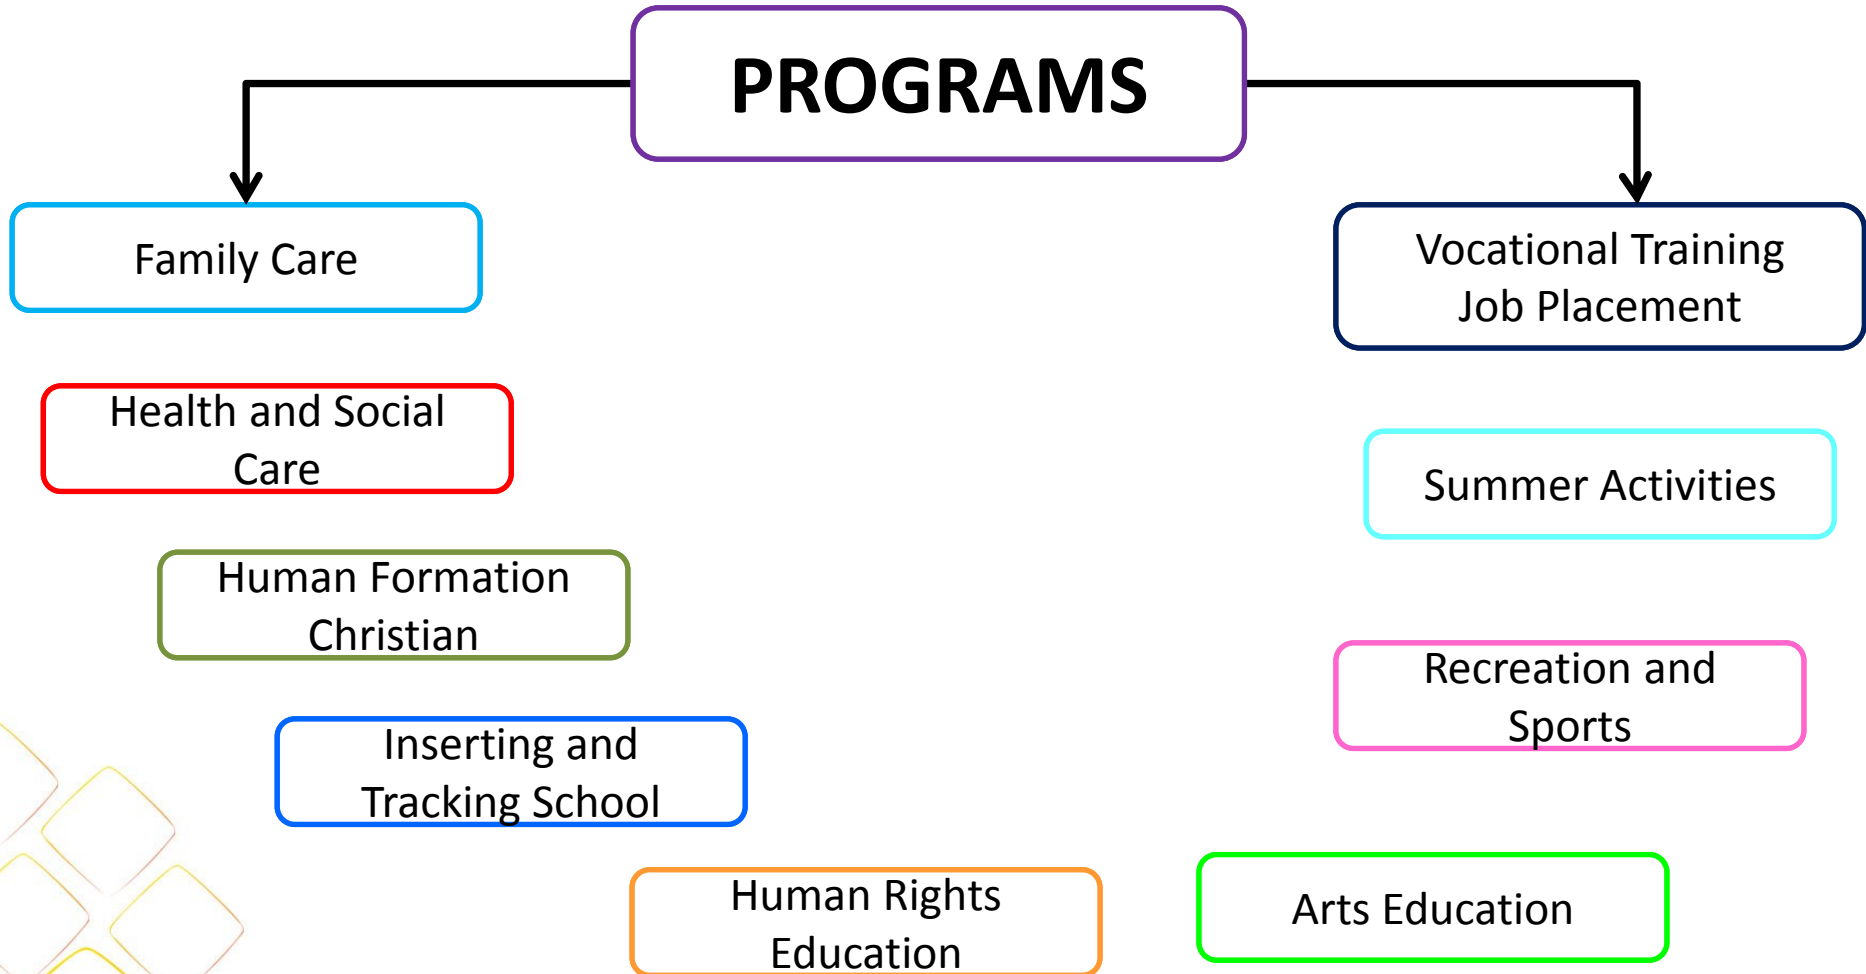 PROGRAMS
Family Care
Vocational Training
Job Placement
Health and Social
Care
Summer Activities
Human Formation
Christian
Recreation and
Sports
Inserting and
Tracking School
Human Rights
Education
Arts Education